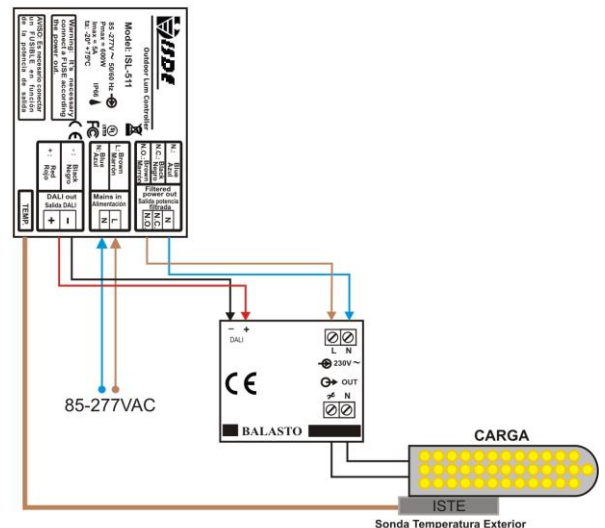 ISDE
Outdoor Lum Controller
Model: ISL-511
85 -277V~ 50/60 Hz
Pmax = 600W
Imax = 5A
ta: -20º +75ºC
IP66
Warning: It's necessary
connect a FUSE according
the power out.
AVISO: Es necesario conectar
un FUSIBLE en función
de la potencia de salida
CE
FC
N.: Blue
Azul
N.C.: Black
Negro
N.O.: Brown
Marrón
Filtered
power out
Salida potencia
filtrada
N
N.C.
N.O.
L: Brown
Marrón
N: Blue
Azul
Mains in
Alimentación
L
N
- : Black
Negro
+ : Red
Rojo
DALI out
Salida DALI
-
+
TEMP.
85-277VAC
- +
DALI
L N
230V ~
OUT
N
CE
BALASTO
CARGA
ISTE
Sonda Temperatura Exterior